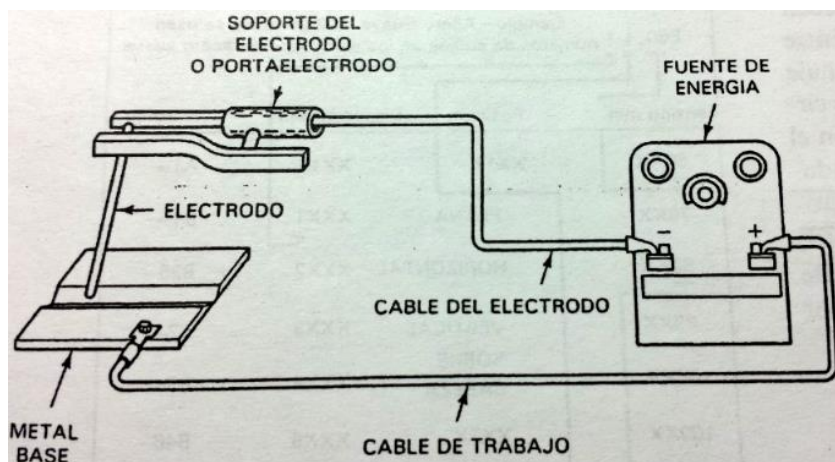 SOPORTE DEL
ELECTRODO
O PORTAELECTRODO
FUENTE DE
ENERGIA
ELECTRODO
- +
CABLE DEL ELECTRODO
METAL
BASE
CABLE DE TRABAJO